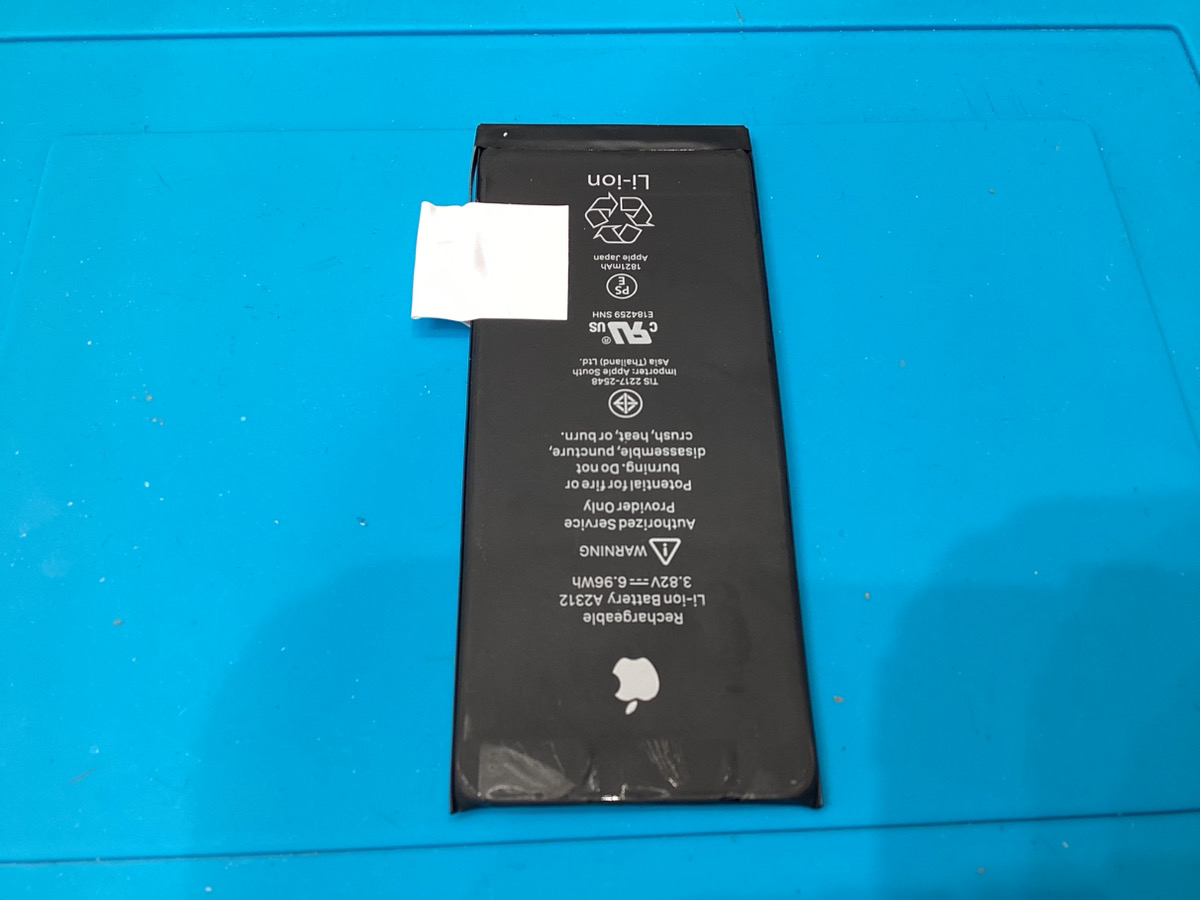 Rechargeable
Li-ion Battery A2312
3.82V⎓6.96Wh
WARNING
Authorized Service
Provider Only
Potential for fire or
burning. Do not
disassemble, puncture,
crush, heat, or burn.
TIS 2217-2548
Importer: Apple South
Asia (Thailand) Ltd.
c RU US ®
E184259 SNH
PS E
1821mAh
Apple Japan
Li-ion